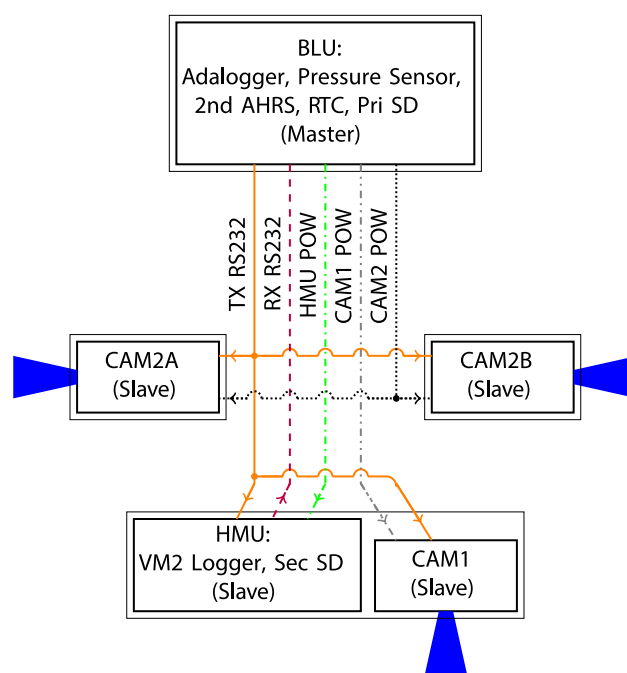 BLU:
Adalogger, Pressure Sensor,
2nd AHRS, RTC, Pri SD
(Master)
TX RS232
RX RS232
HMU POW
CAM1 POW
CAM2 POW
CAM2A
(Slave)
CAM2B
(Slave)
HMU:
VM2 Logger, Sec SD
(Slave)
CAM1
(Slave)